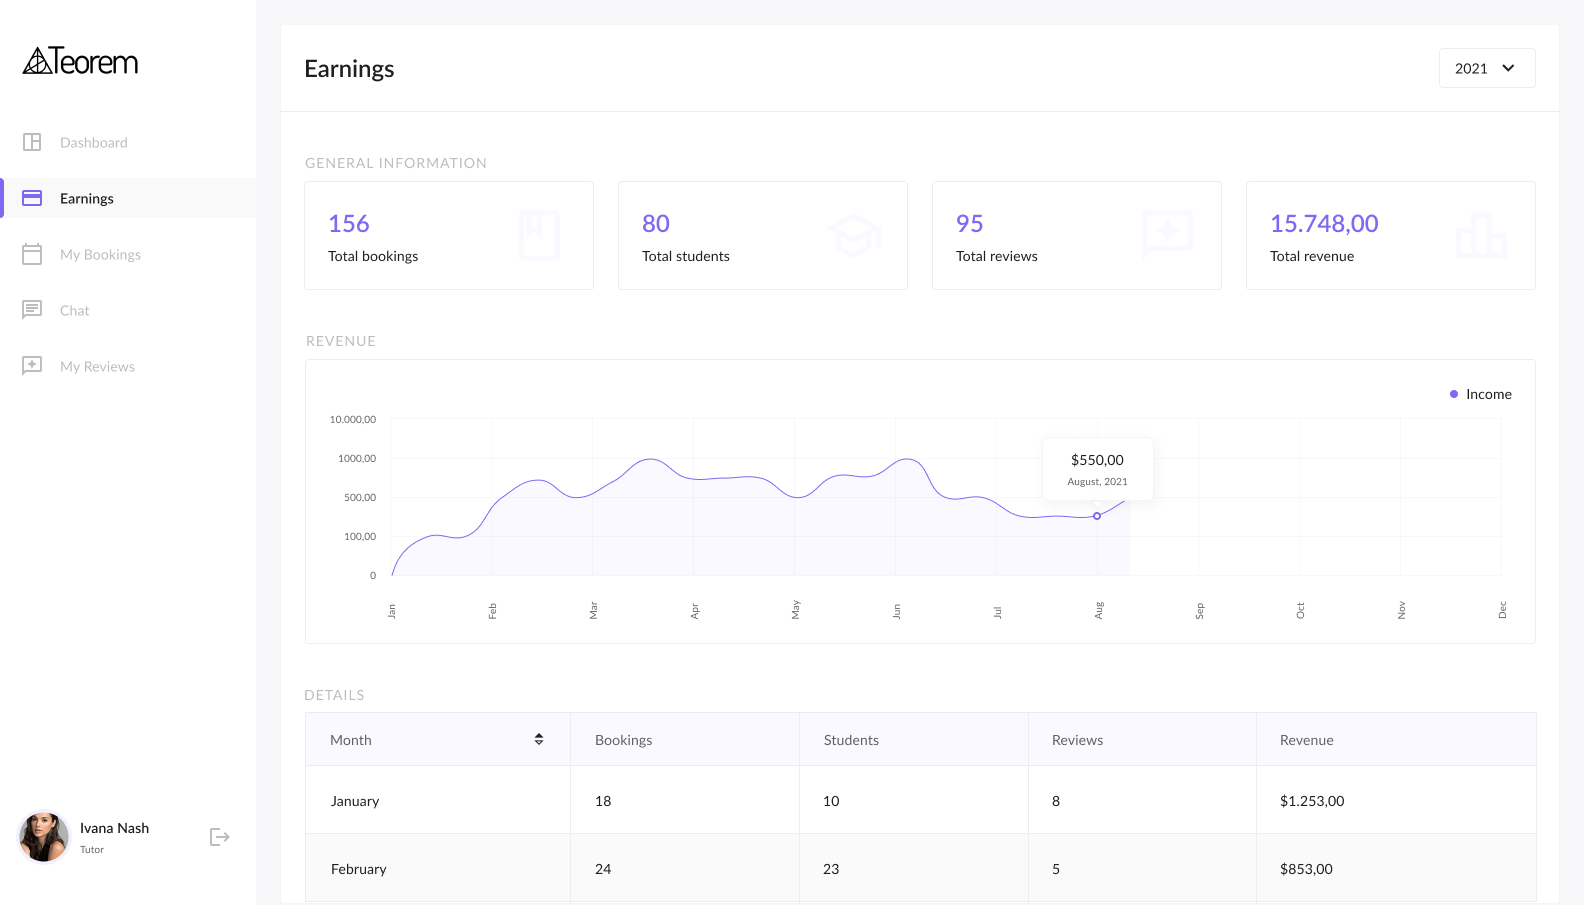 Teorem
Dashboard
Earnings
My Bookings
Chat
My Reviews
Ivana Nash
Tutor
Earnings
2021
GENERAL INFORMATION
156
Total bookings
80
Total students
95
Total reviews
15.748,00
Total revenue
REVENUE
Income
10.000,00
1000,00
500,00
100,00
0
$550,00
August, 2021
Jan Feb Mar Apr May Jun Jul Aug Sep Oct Nov Dec
DETAILS
Month Bookings Students Reviews Revenue
January 18 10 8 $1.253,00
February 24 23 5 $853,00